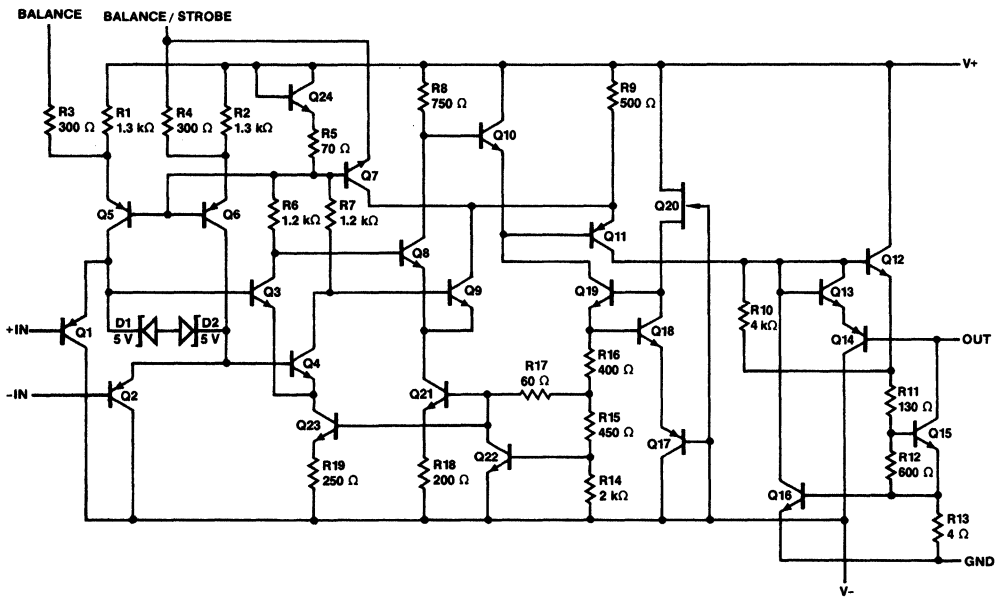 BALANCE
BALANCE / STROBE
V+
R3
300 Ω
R1
1.3 kΩ
R4
300 Ω
R2
1.3 kΩ
Q24
R5
70 Ω
R8
750 Ω
Q10
R9
500 Ω
Q7
Q5
Q6
R6
1.2 kΩ
R7
1.2 kΩ
Q20
Q8
Q11
Q12
Q3
Q9
Q19
Q13
+IN
Q1
D1
5 V
D2
5 V
Q18
R10
4 kΩ
Q14
OUT
Q4
R17
60 Ω
R16
400 Ω
–IN
Q2
Q21
R11
130 Ω
Q23
R15
450 Ω
Q15
Q22
Q17
R12
600 Ω
R19
250 Ω
R18
200 Ω
R14
2 kΩ
Q16
R13
4 Ω
GND
V–